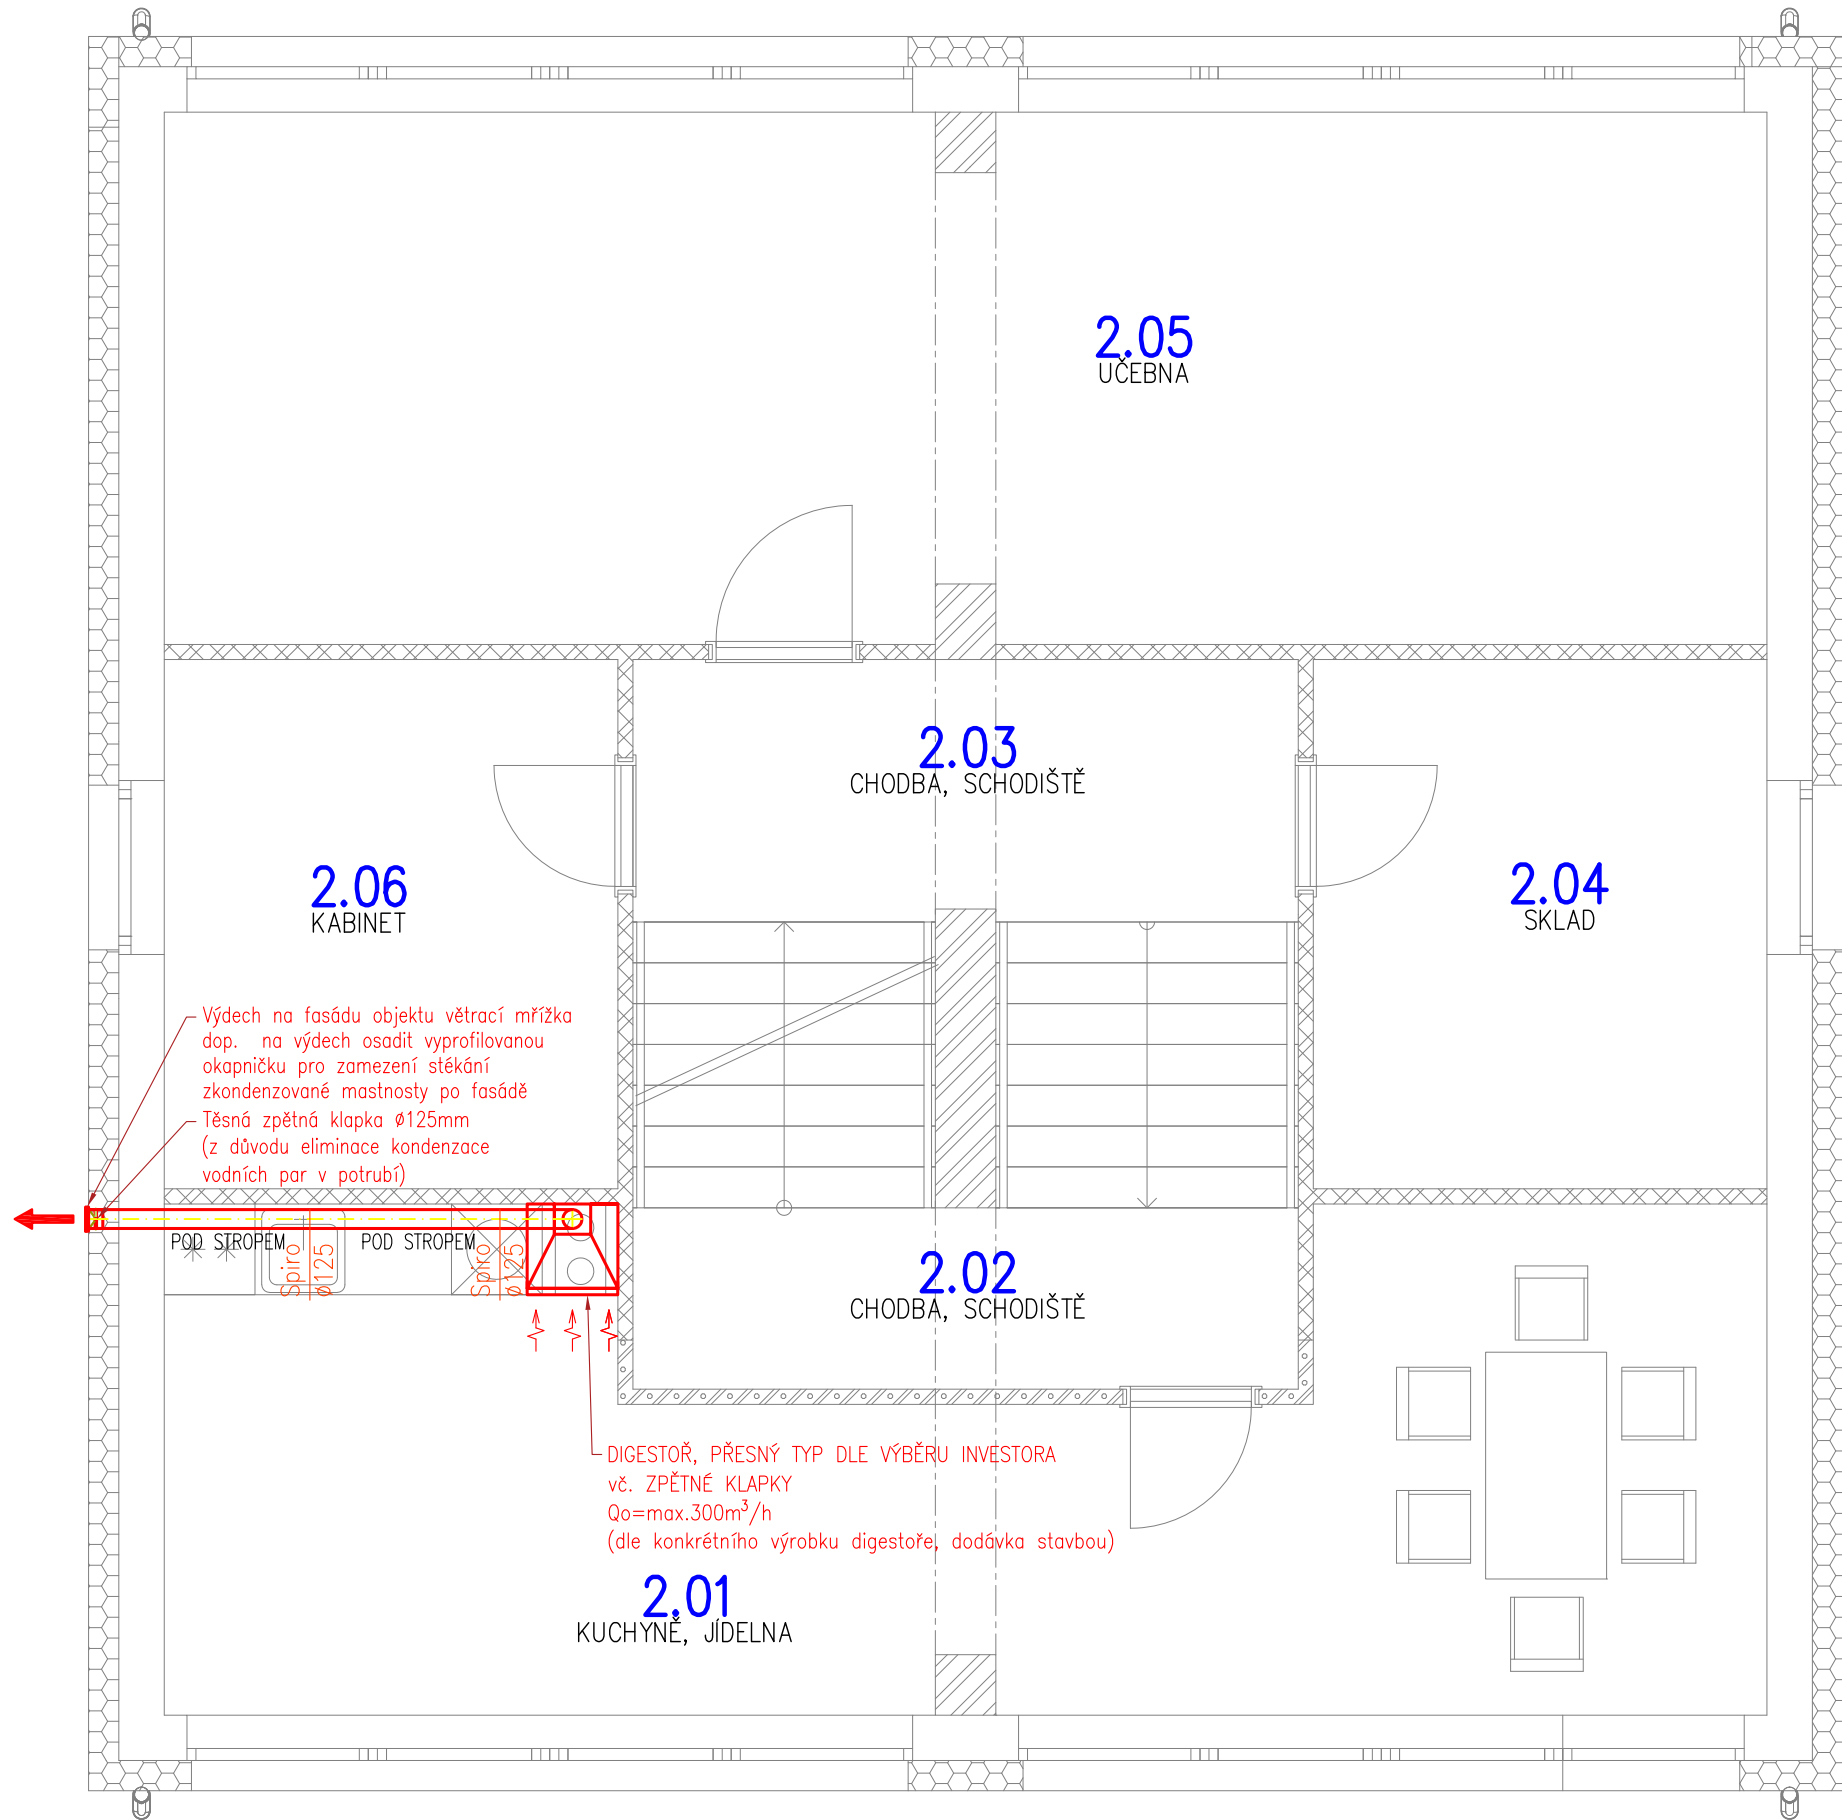 2.05
UČEBNA
2.03
CHODBA, SCHODIŠTĚ
2.06
KABINET
2.04
SKLAD
Výdech na fasádu objektu větrací mřížka
dop. na výdech osadit vyprofilovanou
okapničku pro zamezení stékání
zkondenzované mastnosty po fasádě
Těsná zpětná klapka ø125mm
(z důvodu eliminace kondenzace
vodních par v potrubí)
POD STROPEM
Spiro
ø125
POD STROPEM
Spiro
ø125
2.02
CHODBA, SCHODIŠTĚ
DIGESTOŘ, PŘESNÝ TYP DLE VÝBĚRU INVESTORA
vč. ZPĚTNÉ KLAPKY
Qo=max.300m³/h
(dle konkrétního výrobku digestoře, dodávka stavbou)
2.01
KUCHYNĚ, JÍDELNA